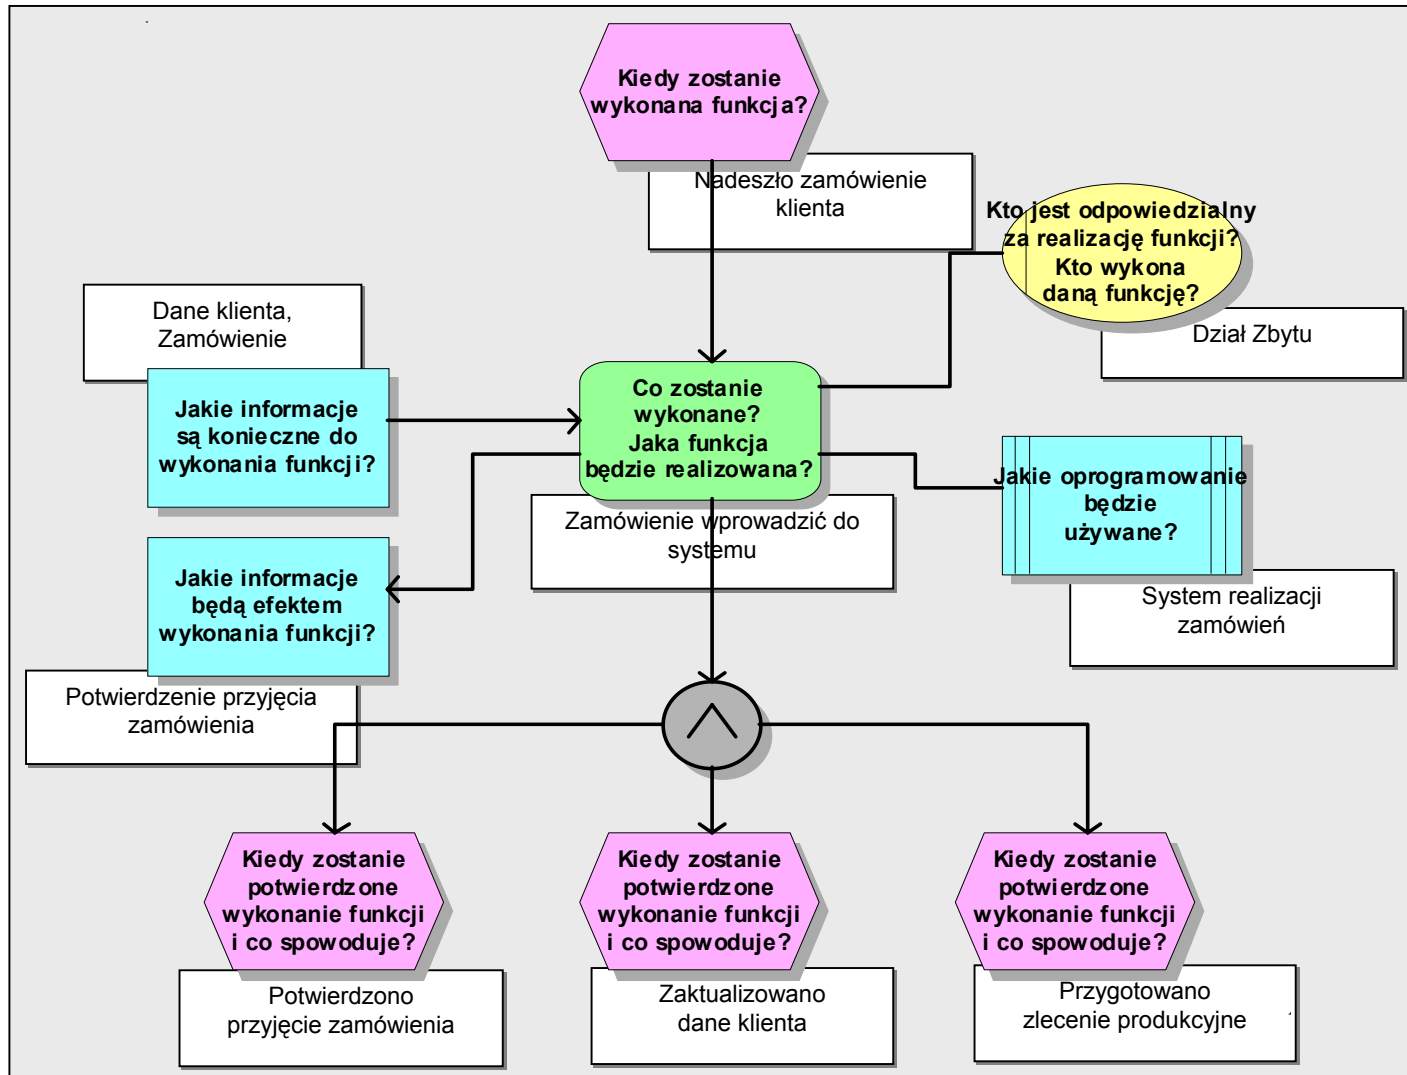 Kiedy zostanie
wykonana funkcja?
Nadeszło zamówienie
klienta
Kto jest odpowiedzialny
za realizację funkcji?
Kto wykona
daną funkcję?
Dział Zbytu
Dane klienta,
Zamówienie
Jakie informacje
są konieczne do
wykonania funkcji?
Co zostanie
wykonane?
Jaka funkcja
będzie realizowana?
Zamówienie wprowadzić do
systemu
Jakie oprogramowanie
będzie
używane?
System realizacji
zamówień
Jakie informacje
będą efektem
wykonania funkcji?
Potwierdzenie przyjęcia
zamówienia
Kiedy zostanie
potwierdzone
wykonanie funkcji
i co spowoduje?
Potwierdzono
przyjęcie zamówienia
Kiedy zostanie
potwierdzone
wykonanie funkcji
i co spowoduje?
Zaktualizowano
dane klienta
Kiedy zostanie
potwierdzone
wykonanie funkcji
i co spowoduje?
Przygotowano
zlecenie produkcyjne